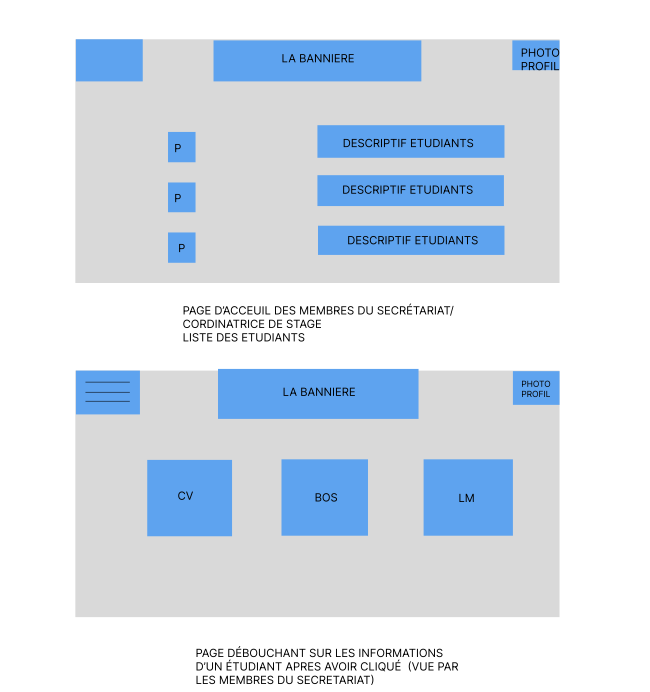 LA BANNIERE
PHOTO
PROFIL
P
DESCRIPTIF ETUDIANTS
P
DESCRIPTIF ETUDIANTS
P
DESCRIPTIF ETUDIANTS
PAGE D'ACCEUIL DES MEMBRES DU SECRÉTARIAT/
CORDINATRICE DE STAGE
LISTE DES ETUDIANTS
LA BANNIERE
PHOTO
PROFIL
CV
BOS
LM
PAGE DÉBOUCHANT SUR LES INFORMATIONS
D'UN ÉTUDIANT APRES AVOIR CLIQUÉ (VUE PAR
LES MEMBRES DU SECRETARIAT)